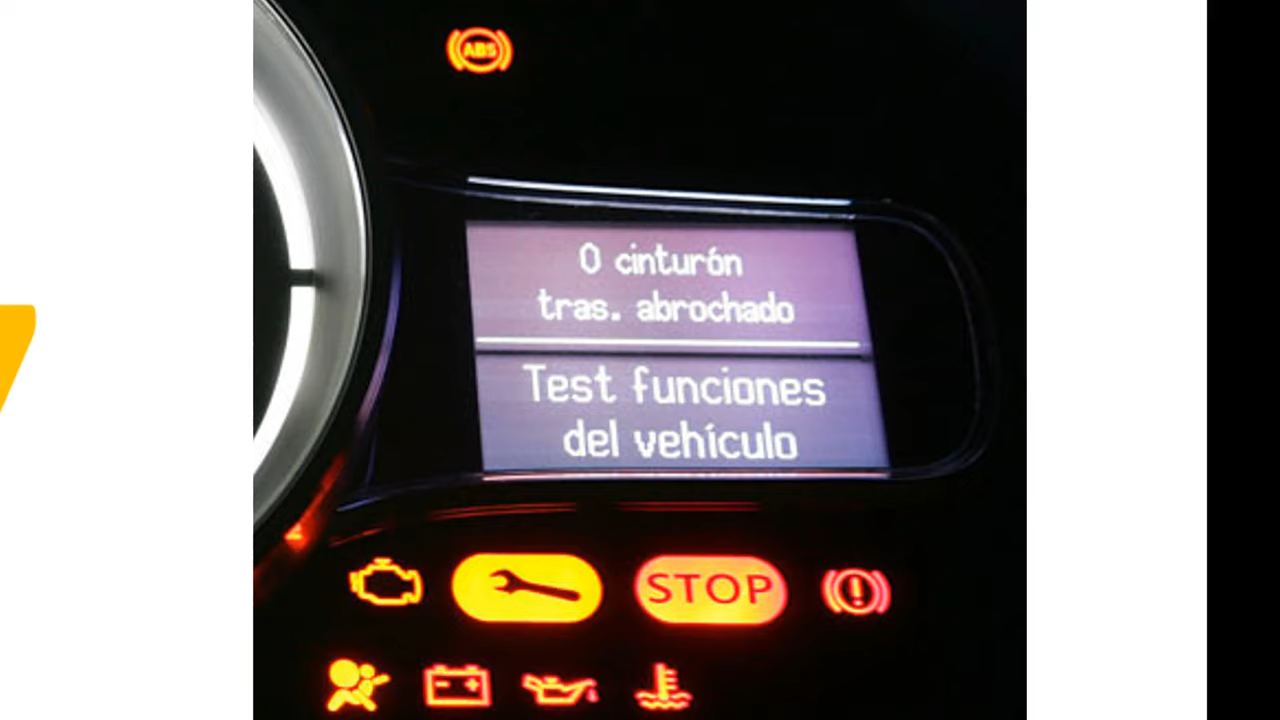 ABS
0 cinturón
tras. abrochado
Test funciones
del vehículo
STOP